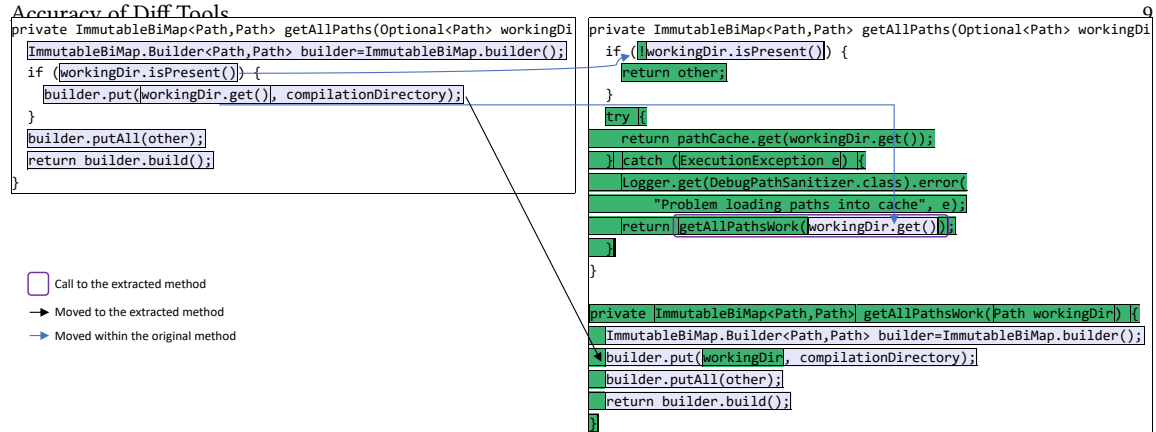 Accuracy of Diff Tools 9
private ImmutableBiMap<Path,Path> getAllPaths(Optional<Path> workingDi
ImmutableBiMap.Builder<Path,Path> builder=ImmutableBiMap.builder();
if (workingDir.isPresent()) {
builder.put(workingDir.get(), compilationDirectory);
}
builder.putAll(other);
return builder.build();
}
Call to the extracted method
Moved to the extracted method
Moved within the original method
private ImmutableBiMap<Path,Path> getAllPaths(Optional<Path> workingDi
if (!workingDir.isPresent()) {
return other;
}
try {
return pathCache.get(workingDir.get());
} catch (ExecutionException e) {
Logger.get(DebugPathSanitizer.class).error(
"Problem loading paths into cache", e);
return getAllPathsWork(workingDir.get());
}
}
private ImmutableBiMap<Path,Path> getAllPathsWork(Path workingDir) {
ImmutableBiMap.Builder<Path,Path> builder=ImmutableBiMap.builder();
builder.put(workingDir, compilationDirectory);
builder.putAll(other);
return builder.build();
}